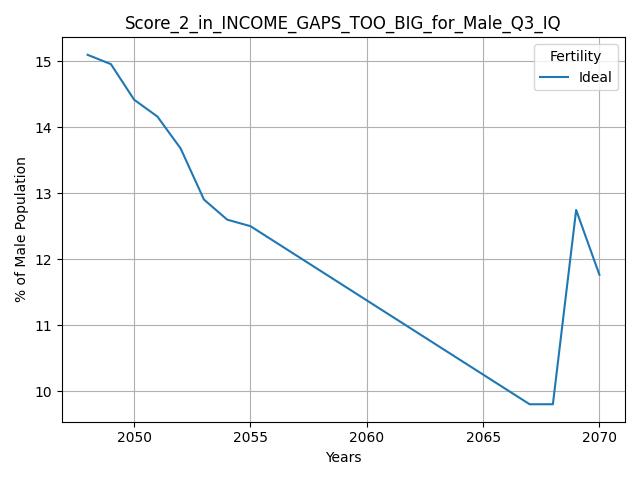 Score_2_in_INCOME_GAPS_TOO_BIG_for_Male_Q3_IQ
Fertility
Ideal
% of Male Population
15
14
13
12
11
10
2050 2055 2060 2065 2070
Years